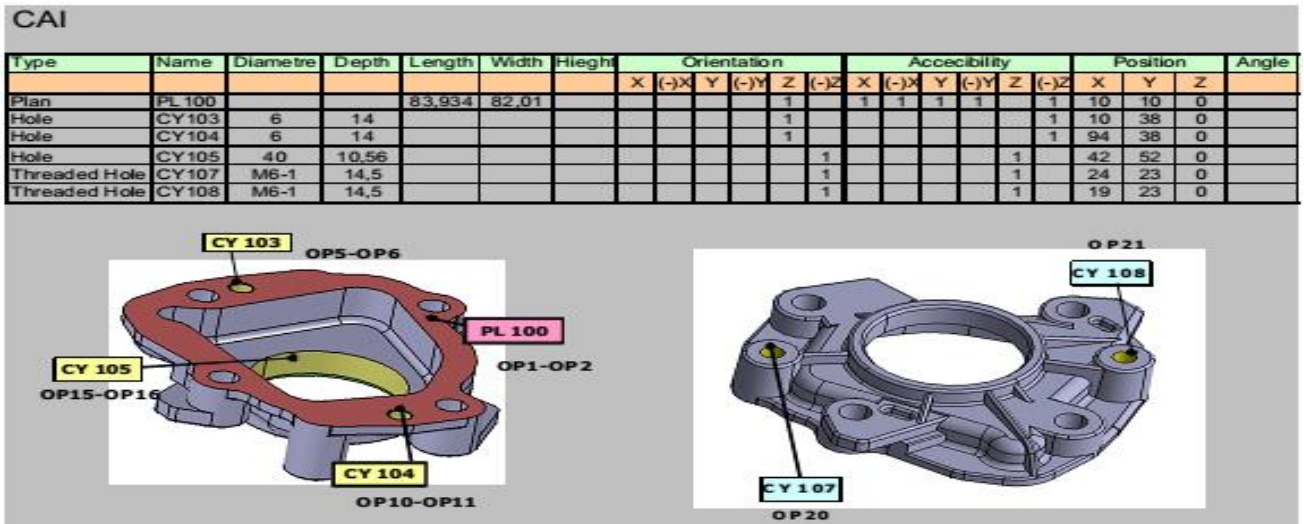 CAI
Type Name Diametre Depth Length Width Hieght Orientation Accecibility Position Angle
X (-)X Y (-)Y Z (-)Z X (-)X Y (-)Y Z (-)Z X Y Z
Plan PL100 83,934 82,01 1 1 1 1 1 1 10 10 0
Hole CY103 6 14 1 1 10 38 0
Hole CY104 6 14 1 1 94 38 0
Hole CY105 40 10,56 1 1 42 52 0
Threaded Hole CY107 M6-1 14,5 1 1 24 23 0
Threaded Hole CY108 M6-1 14,5 1 1 19 23 0
CY 103
OP5-OP6
PL 100
OP1-OP2
CY 105
OP15-OP16
CY 104
OP10-OP11
OP21
CY 108
CY 107
OP20